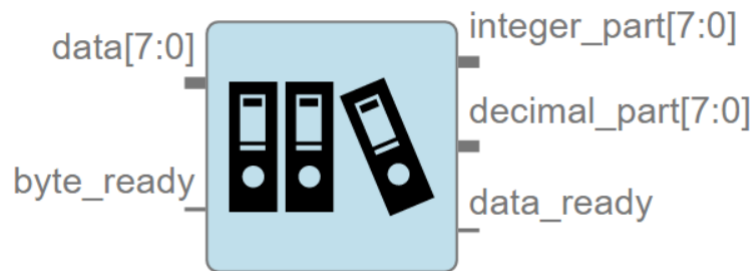 data[7:0]
byte_ready
integer_part[7:0]
decimal_part[7:0]
data_ready